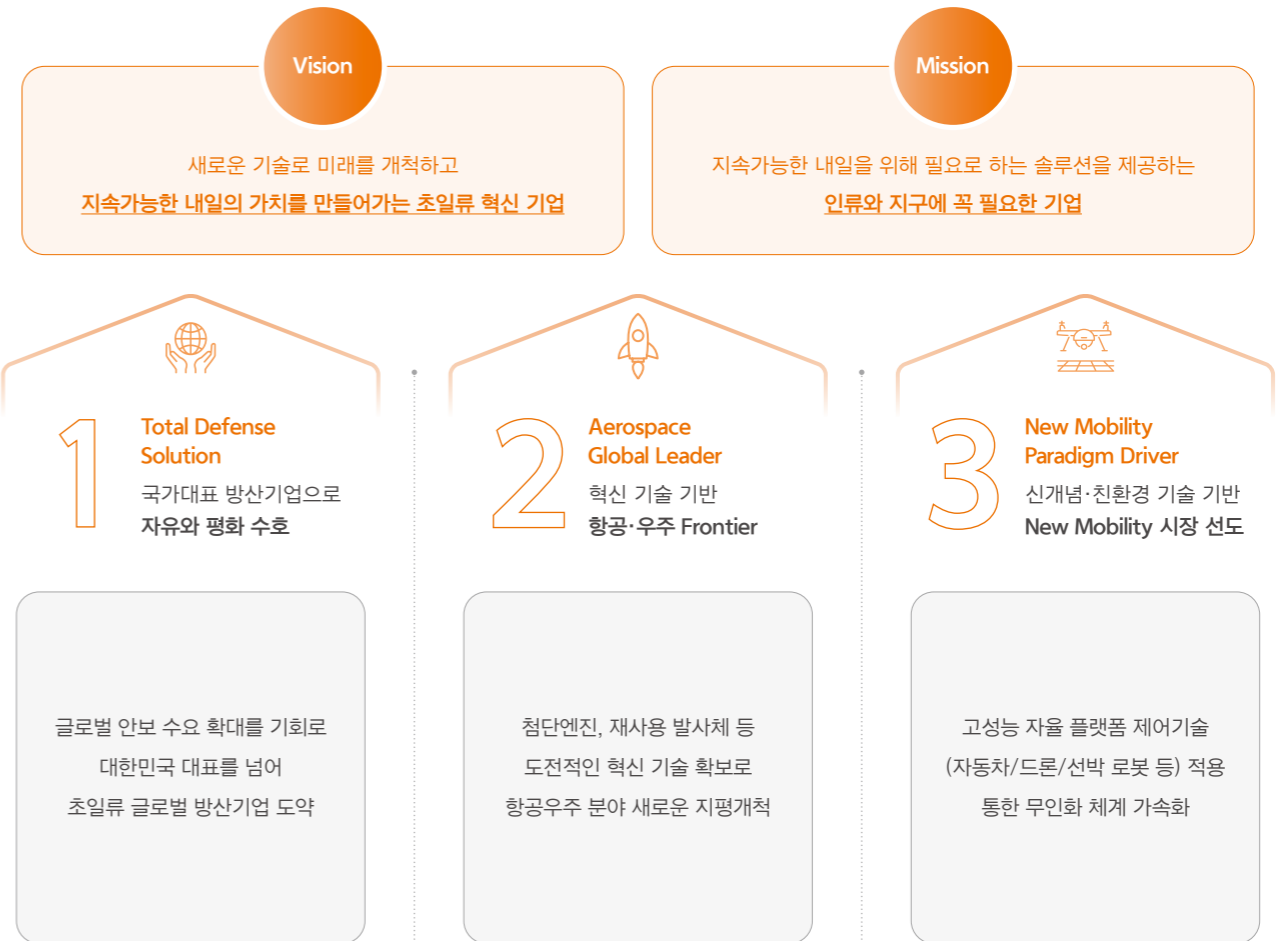 Vision
새로운 기술로 미래를 개척하고
지속가능한 내일의 가치를 만들어가는 초일류 혁신 기업
Mission
지속가능한 내일을 위해 필요로 하는 솔루션을 제공하는
인류와 지구에 꼭 필요한 기업
1
Total Defense
Solution
국가대표 방산기업으로
자유와 평화 수호
글로벌 안보 수요 확대를 기회로
대한민국 대표를 넘어
초일류 글로벌 방산기업 도약
2
Aerospace
Global Leader
혁신 기술 기반
항공·우주 Frontier
첨단엔진, 재사용 발사체 등
도전적인 혁신 기술 확보로
항공우주 분야 새로운 지평개척
3
New Mobility
Paradigm Driver
신개념·친환경 기술 기반
New Mobility 시장 선도
고성능 자율 플랫폼 제어기술
(자동차/드론/선박 로봇 등) 적용
통한 무인화 체계 가속화